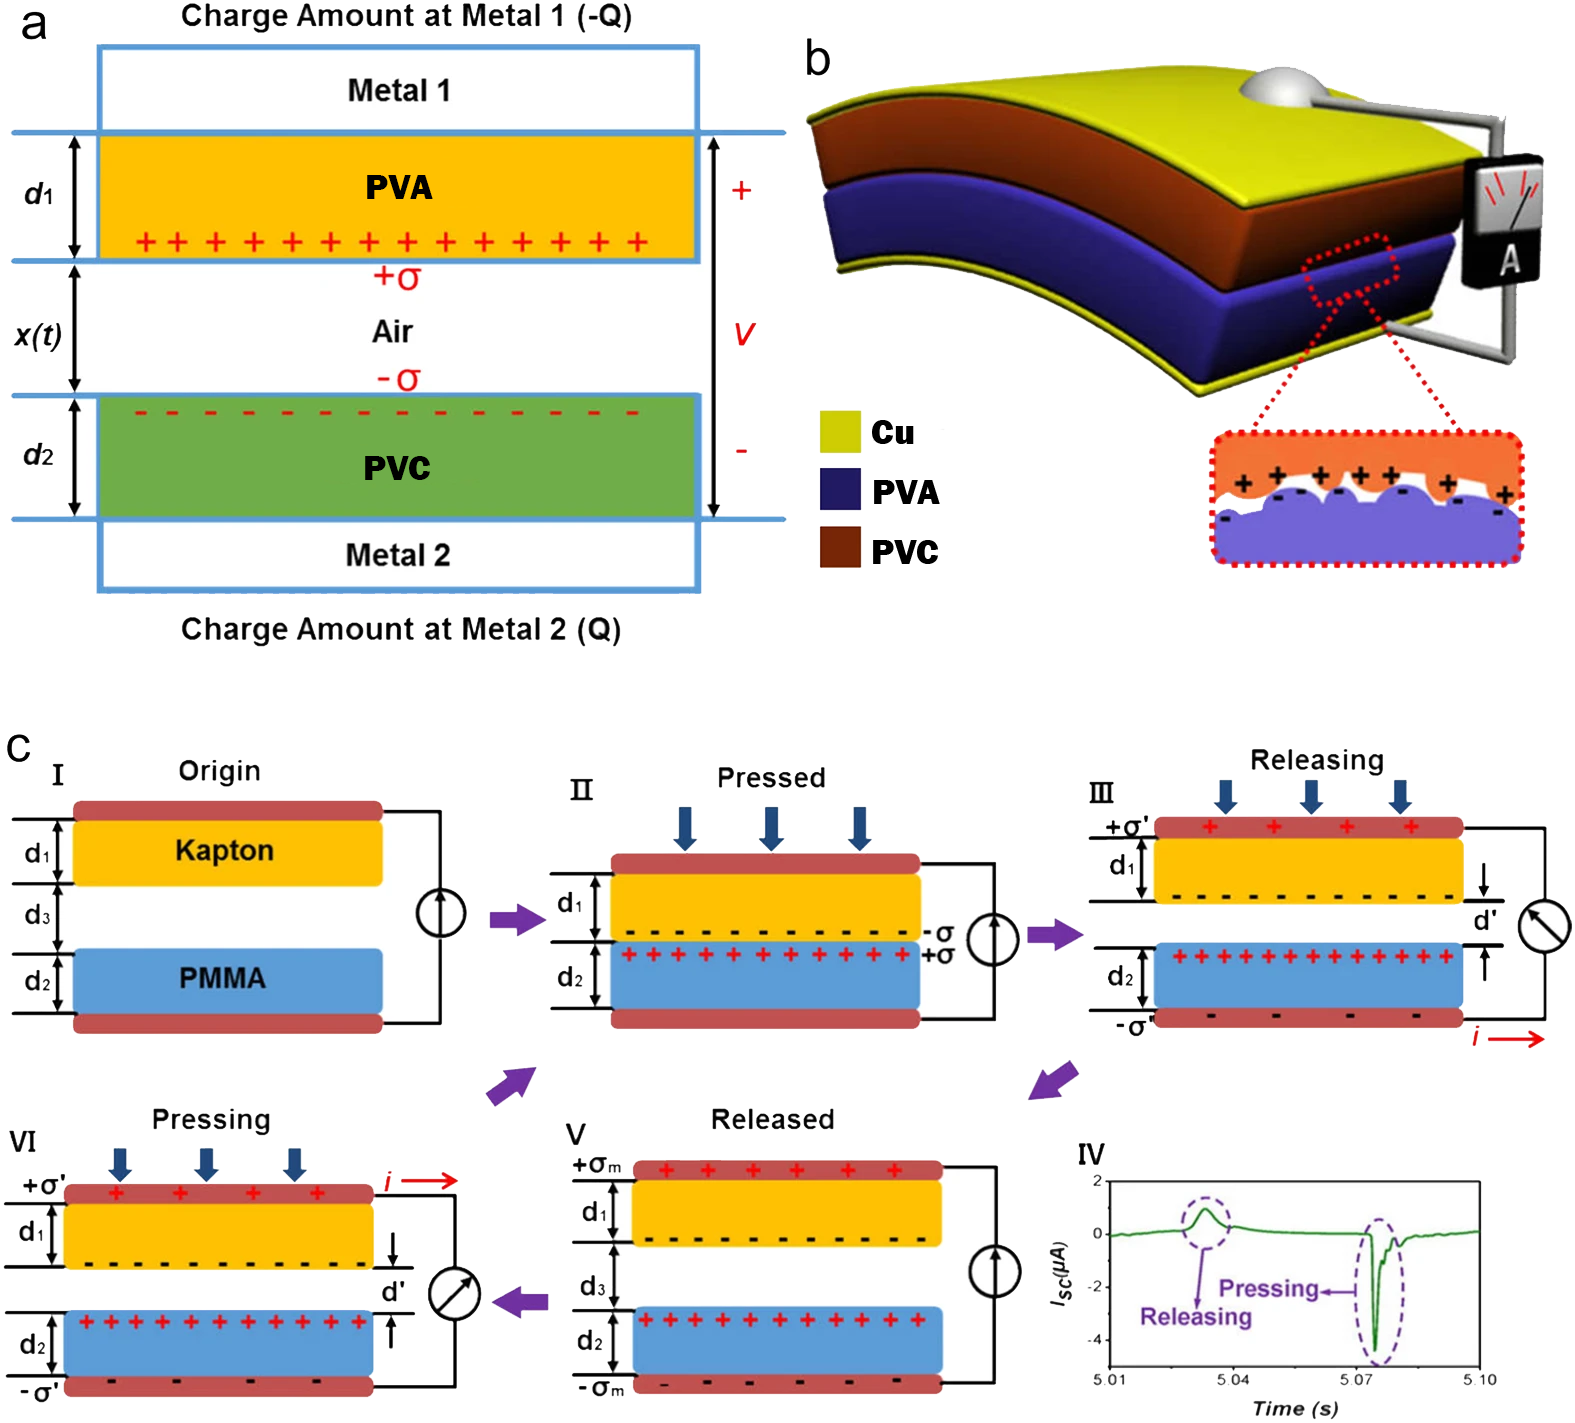 a
Charge Amount at Metal 1 (-Q)
Metal 1
d1
PVA
+
+ + + + + + + + + + + + + +
+σ
x(t)
Air
V
-σ
- - - - - - - - - - - - - -
d2
PVC
-
Metal 2
Charge Amount at Metal 2 (Q)
b
A
Cu
PVA
PVC
+ + + + + + +
- - - - - - -
c
I
Origin
d1
Kapton
d3
d2
PMMA
II
Pressed
d1
- - - - - - - - - - - -σ
+ + + + + + + + + + + +σ
d2
III
Releasing
+σ'
+ + + +
d1
- - - - - - - - - - -
d'
d2
+ + + + + + + + + + + + +
-σ'
- - - -
i
VI
Pressing
+σ'
+ + + +
i
d1
- - - - - - - - - - - -
d'
d2
+ + + + + + + + + + + +
-σ'
- - - -
V
Released
+σm
+ + + + + +
d1
- - - - - - - - - - - -
d3
d2
+ + + + + + + + + + +
-σm
- - - - - -
IV
2
0
-2
-4
ISC(μA)
Pressing
Releasing
5.01 5.04 5.07 5.10
Time (s)